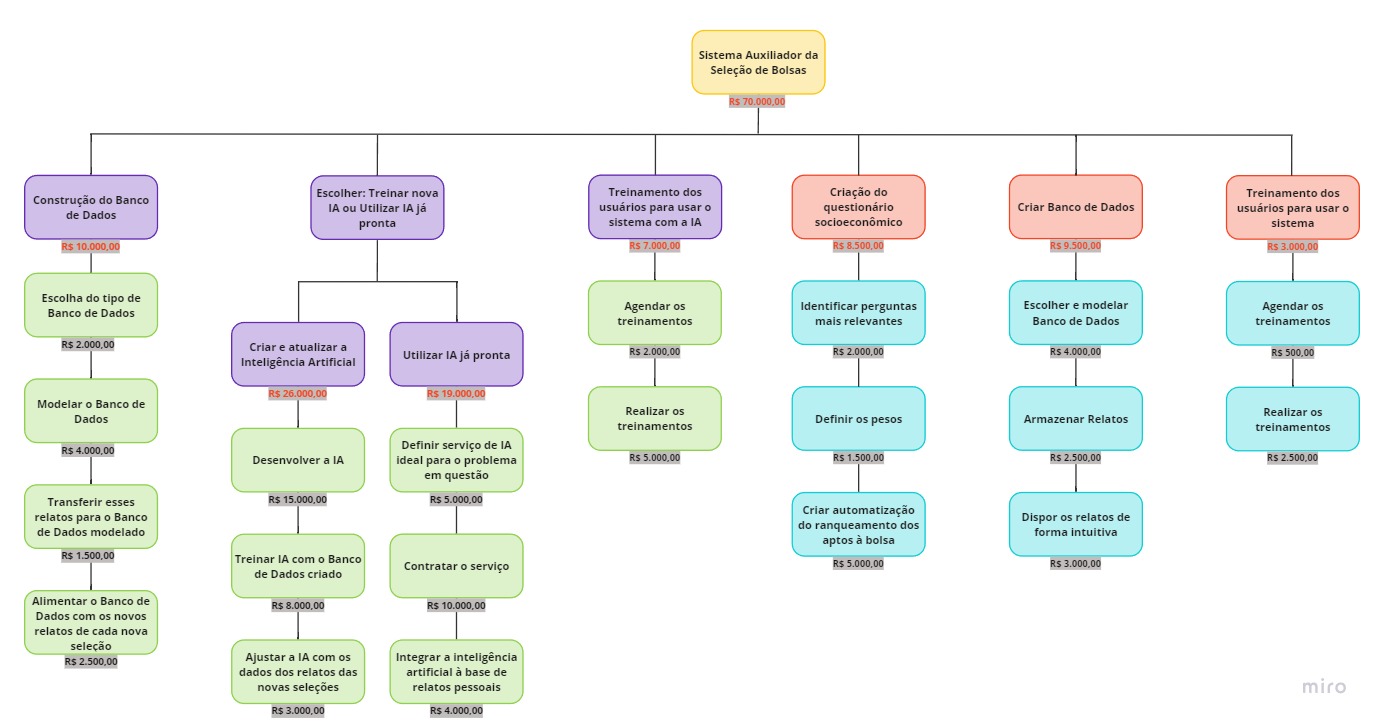 Sistema Auxiliador da
Seleção de Bolsas
R$ 70.000,00
Construção do Banco
de Dados
R$ 10.000,00
Escolha do tipo de
Banco de Dados
R$ 2.000,00
Modelar o Banco de
Dados
R$ 4.000,00
Transferir esses
relatos para o Banco
de Dados modelado
R$ 1.500,00
Alimentar o Banco de
Dados com os novos
relatos de cada nova
seleção
R$ 2.500,00
Escolher: Treinar nova
IA ou Utilizar IA já
pronta
Criar e atualizar a
Inteligência Artificial
R$ 26.000,00
Desenvolver a IA
R$ 15.000,00
Treinar IA com o Banco
de Dados criado
R$ 8.000,00
Ajustar a IA com os
dados dos relatos das
novas seleções
R$ 3.000,00
Utilizar IA já pronta
R$ 19.000,00
Definir serviço de IA
ideal para o problema
em questão
R$ 5.000,00
Contratar o serviço
R$ 10.000,00
Integrar a inteligência
artificial à base de
relatos pessoais
R$ 4.000,00
Treinamento dos
usuários para usar o
sistema com a IA
R$ 7.000,00
Agendar os
treinamentos
R$ 2.000,00
Realizar os
treinamentos
R$ 5.000,00
Criação do
questionário
socioeconômico
R$ 8.500,00
Identificar perguntas
mais relevantes
R$ 2.000,00
Definir os pesos
R$ 1.500,00
Criar automatização
do ranqueamento dos
aptos à bolsa
R$ 5.000,00
Criar Banco de Dados
R$ 9.500,00
Escolher e modelar
Banco de Dados
R$ 4.000,00
Armazenar Relatos
R$ 2.500,00
Dispor os relatos de
forma intuitiva
R$ 3.000,00
Treinamento dos
usuários para usar o
sistema
R$ 3.000,00
Agendar os
treinamentos
R$ 500,00
Realizar os
treinamentos
R$ 2.500,00
miro